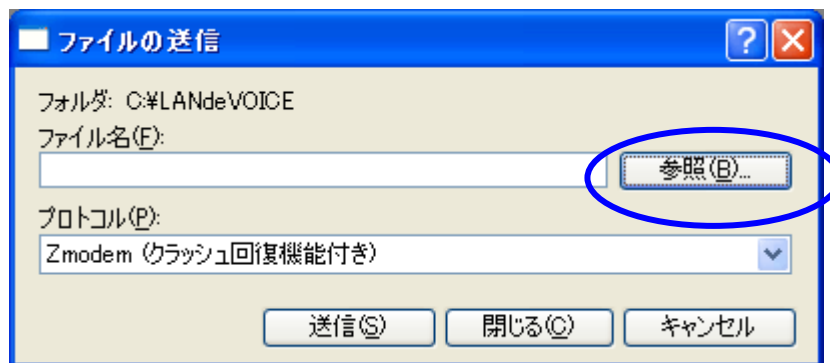 ファイルの送信
フォルダ: C:¥LANdeVOICE
ファイル名(F):
参照(B)...
プロトコル(P):
Zmodem (クラッシュ回復機能付き)
送信(S) 閉じる(C) キャンセル